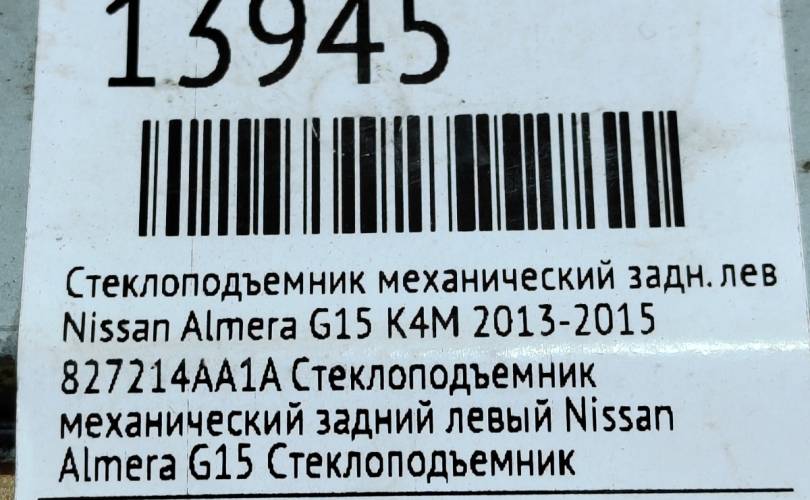 13945
Стеклоподъемник механический задн. лев
Nissan Almera G15 K4M 2013-2015
827214AA1A Стеклоподъемник
механический задний левый Nissan
Almera G15 Стеклоподъемник